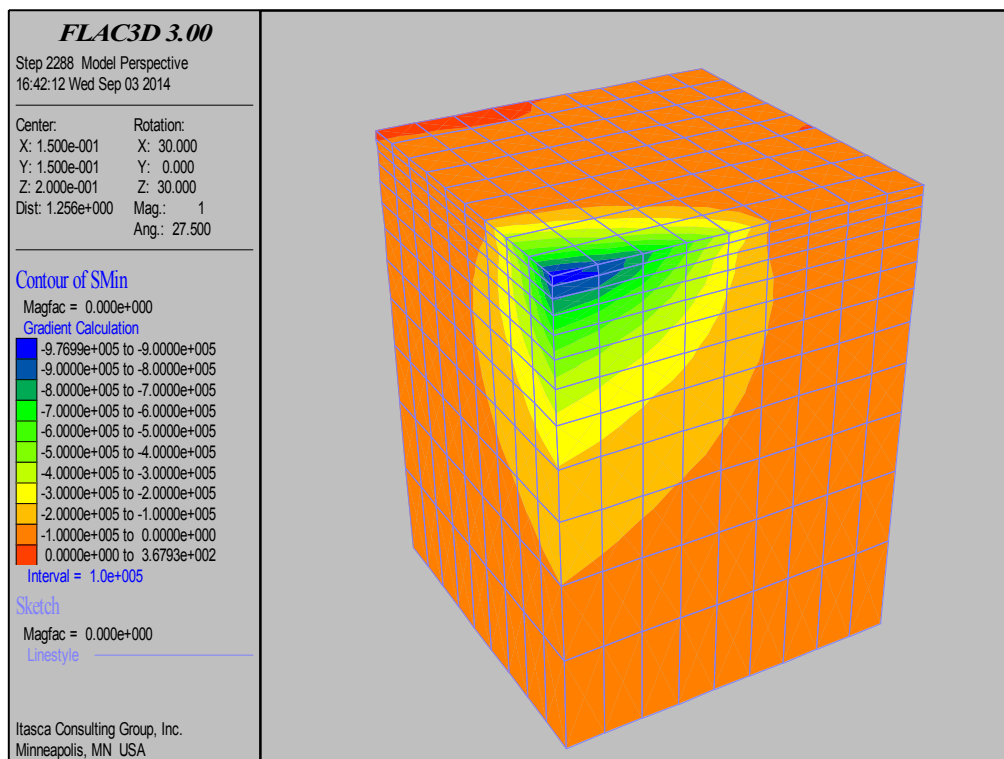 FLAC3D 3.00
Step 2288 Model Perspective
16:42:12 Wed Sep 03 2014
Center: Rotation:
X: 1.500e-001 X: 30.000
Y: 1.500e-001 Y: 0.000
Z: 2.000e-001 Z: 30.000
Dist: 1.256e+000 Mag.: 1
Ang.: 27.500
Contour of SMin
Magfac = 0.000e+000
Gradient Calculation
-9.7699e+005 to -9.0000e+005
-9.0000e+005 to -8.0000e+005
-8.0000e+005 to -7.0000e+005
-7.0000e+005 to -6.0000e+005
-6.0000e+005 to -5.0000e+005
-5.0000e+005 to -4.0000e+005
-4.0000e+005 to -3.0000e+005
-3.0000e+005 to -2.0000e+005
-2.0000e+005 to -1.0000e+005
-1.0000e+005 to 0.0000e+000
0.0000e+000 to 3.6793e+002
Interval = 1.0e+005
Sketch
Magfac = 0.000e+000
Linestyle
Itasca Consulting Group, Inc.
Minneapolis, MN USA